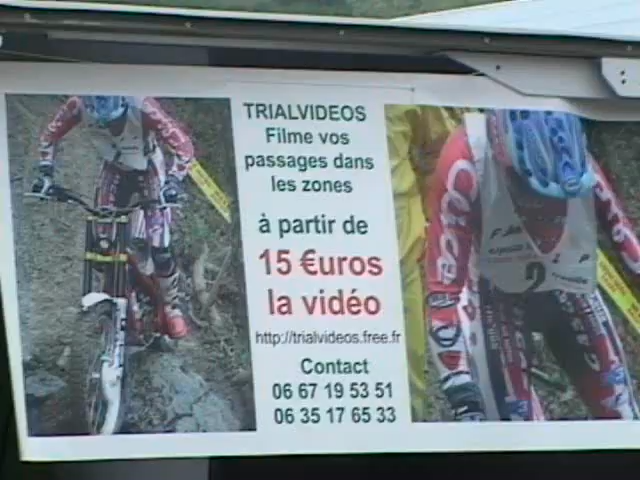 TRIALVIDEOS
Filme vos
passages dans
les zones
à partir de
15 €uros
la vidéo
http://trialvideos.free.fr
Contact
06 67 19 53 51
06 35 17 65 33
2